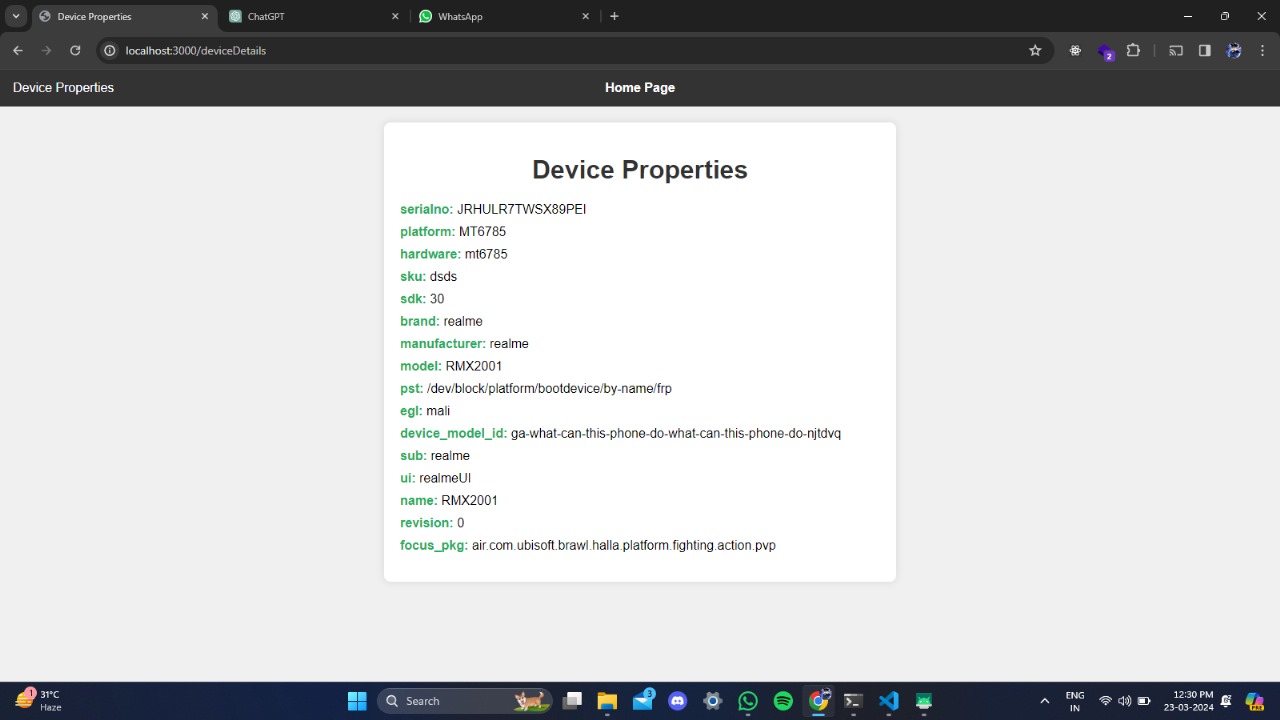 Device Properties
ChatGPT
WhatsApp
localhost:3000/deviceDetails
2
Device Properties
Home Page
Device Properties
serialno: JRHULR7TWSX89PEI
platform: MT6785
hardware: mt6785
sku: dsds
sdk: 30
brand: realme
manufacturer: realme
model: RMX2001
pst: /dev/block/platform/bootdevice/by-name/frp
egl: mali
device_model_id: ga-what-can-this-phone-do-what-can-this-phone-do-njtdvq
sub: realme
ui: realmeUI
name: RMX2001
revision: 0
focus_pkg: air.com.ubisoft.brawl.halla.platform.fighting.action.pvp
1
31°C
Haze
Search
3
ENG
IN
12:30 PM
23-03-2024
PRE